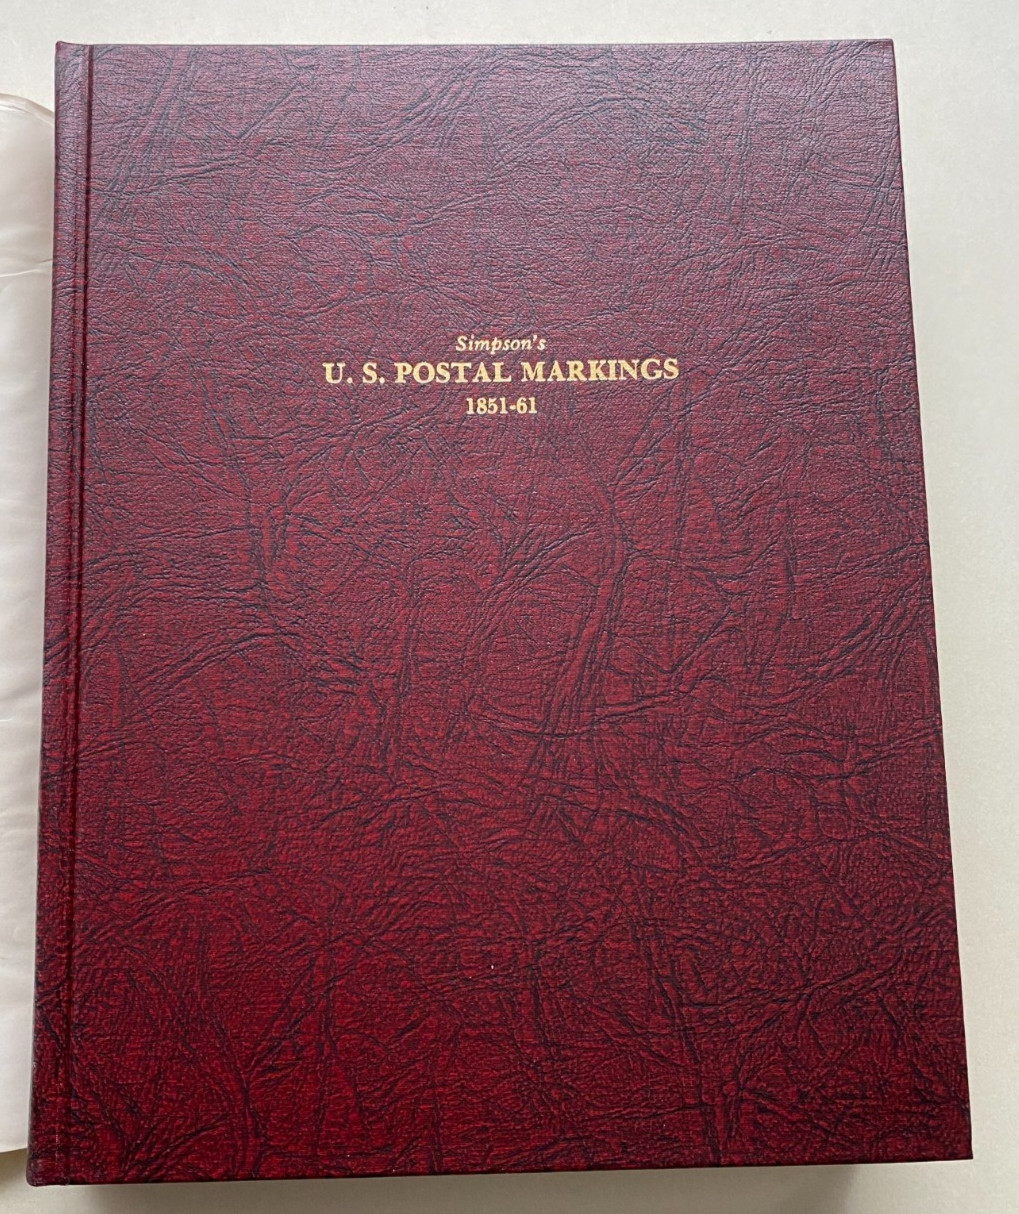 Simpson's
U. S. POSTAL MARKINGS
1851-61